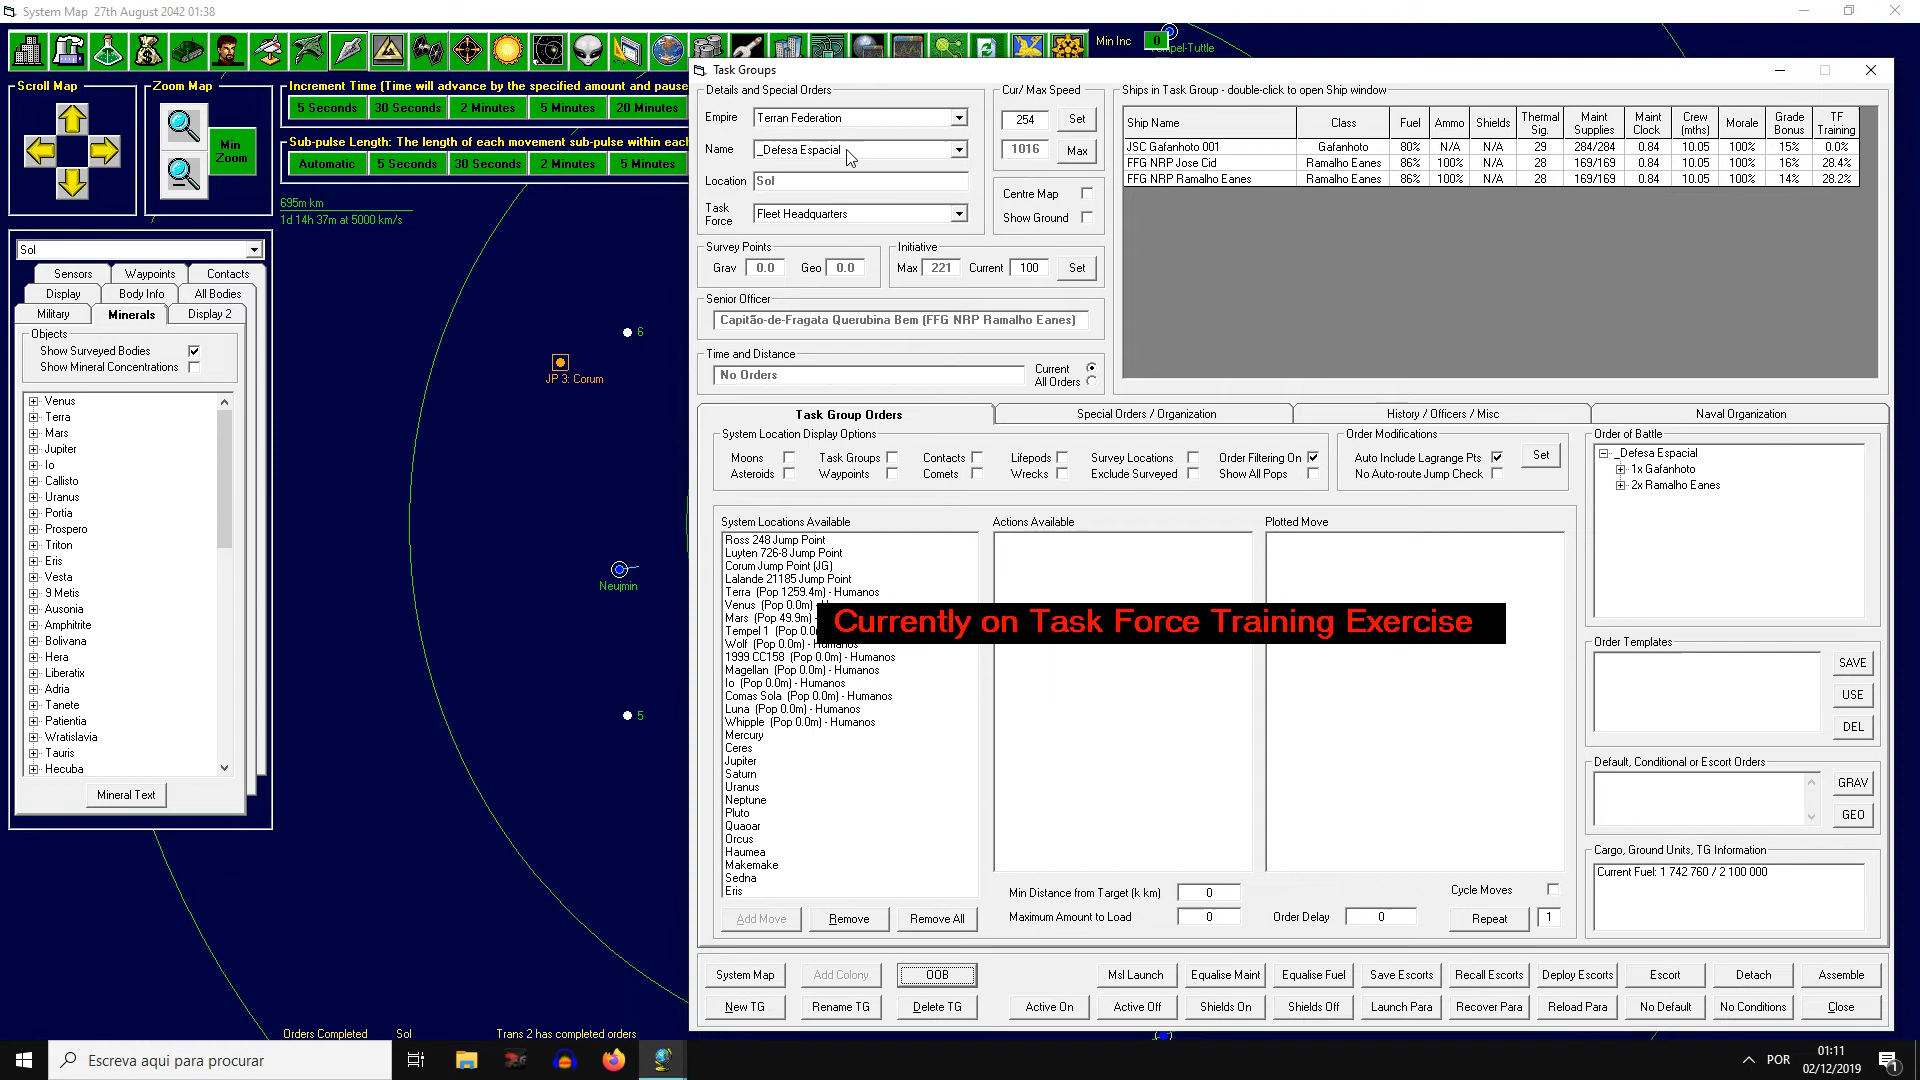 System Map   27th August 2042 01:38
Min Inc
0
Scroll Map
Zoom Map
Min
Zoom
Increment Time (Time will advance by the specified amount and pause
5 Seconds
30 Seconds
2 Minutes
5 Minutes
20 Minutes
Sub-pulse Length: The length of each movement sub-pulse within each
Automatic
5 Seconds
30 Seconds
2 Minutes
5 Minutes
695m km
1d 14h 37m at 5000 km/s
6
JP 3: Corum
Neujmin
5
Sol
Sensors
Waypoints
Contacts
Display
Body Info
All Bodies
Military
Minerals
Display 2
Objects
Show Surveyed Bodies
Show Mineral Concentrations
Venus
Terra
Mars
Jupiter
Io
Callisto
Uranus
Portia
Prospero
Triton
Eris
Vesta
9 Metis
Ausonia
Amphitrite
Bolivana
Hera
Liberatix
Adria
Tanete
Patientia
Wratislavia
Tauris
Hecuba
Mineral Text
Orders Completed
Sol
Trans 2 has completed orders
Task Groups
Details and Special Orders
Empire
Terran Federation
Name
_Defesa Espacial
Location
Sol
Task
Force
Fleet Headquarters
Cur/ Max Speed
254
Set
1016
Max
Centre Map
Show Ground
Survey Points
Grav
0.0
Geo
0.0
Initiative
Max
221
Current
100
Set
Senior Officer
Capitão-de-Fragata Querubina Bem (FFG NRP Ramalho Eanes)
Time and Distance
No Orders
Current
All Orders
Ships in Task Group - double-click to open Ship window
Ship Name	Class	Fuel	Ammo	Shields	Thermal Sig.	Maint Supplies	Maint Clock	Crew (mths)	Morale	Grade Bonus	TF Training
JSC Gafanhoto 001	Gafanhoto	80%		N/A	29	284/284	0.84	10.05	100%	15%	0.0%
FFG NRP Jose Cid	Ramalho Eanes	86%	100%	N/A	28	169/169	0.84	10.05	100%	16%	28.4%
FFG NRP Ramalho Eanes	Ramalho Eanes	86%	100%	N/A	28	169/169	0.84	10.05	100%	14%	28.2%
Task Group Orders
Special Orders / Organization
History / Officers / Misc
Naval Organization
System Location Display Options
Moons
Task Groups
Contacts
Lifepods
Survey Locations
Order Filtering On
Asteroids
Waypoints
Comets
Wrecks
Exclude Surveyed
Show All Pops
Order Modifications
Auto Include Lagrange Pts
No Auto-route Jump Check
Set
Order of Battle
_Defesa Espacial
1x Gafanhoto
2x Ramalho Eanes
System Locations Available
Actions Available
Plotted Move
Ross 248 Jump Point
Luyten 726-8 Jump Point
Corum Jump Point (JG)
Lalande 21185 Jump Point
Terra  (Pop 1259.4m) - Humanos
Venus  (Pop 0.0m)
Mars  (Pop 49.9m)
Tempel 1  (Pop 0.0
Wolf  (Pop 0.0m) - Humanos
1999 CC158  (Pop 0.0m) - Humanos
Magellan  (Pop 0.0m) - Humanos
Io  (Pop 0.0m) - Humanos
Comas Sola  (Pop 0.0m) - Humanos
Luna  (Pop 0.0m) - Humanos
Whipple  (Pop 0.0m) - Humanos
Mercury
Ceres
Jupiter
Saturn
Uranus
Neptune
Pluto
Quaoar
Orcus
Haumea
Makemake
Sedna
Eris
Currently on Task Force Training Exercise
Add Move
Remove
Remove All
Min Distance from Target (k km)
0
Maximum Amount to Load
0
Order Delay
0
Cycle Moves
Repeat
1
Order Templates
SAVE
USE
DEL
Default, Conditional or Escort Orders
GRAV
GEO
Cargo, Ground Units, TG Information
Current Fuel: 1 742 760 / 2 100 000
System Map
Add Colony
OOB
Msl Launch
Equalise Maint
Equalise Fuel
Save Escorts
Recall Escorts
Deploy Escorts
Escort
Detach
Assemble
New TG
Rename TG
Delete TG
Active On
Active Off
Shields On
Shields Off
Launch Para
Recover Para
Reload Para
No Default
No Conditions
Close
Escreva aqui para procurar
POR
01:11
02/12/2019
1